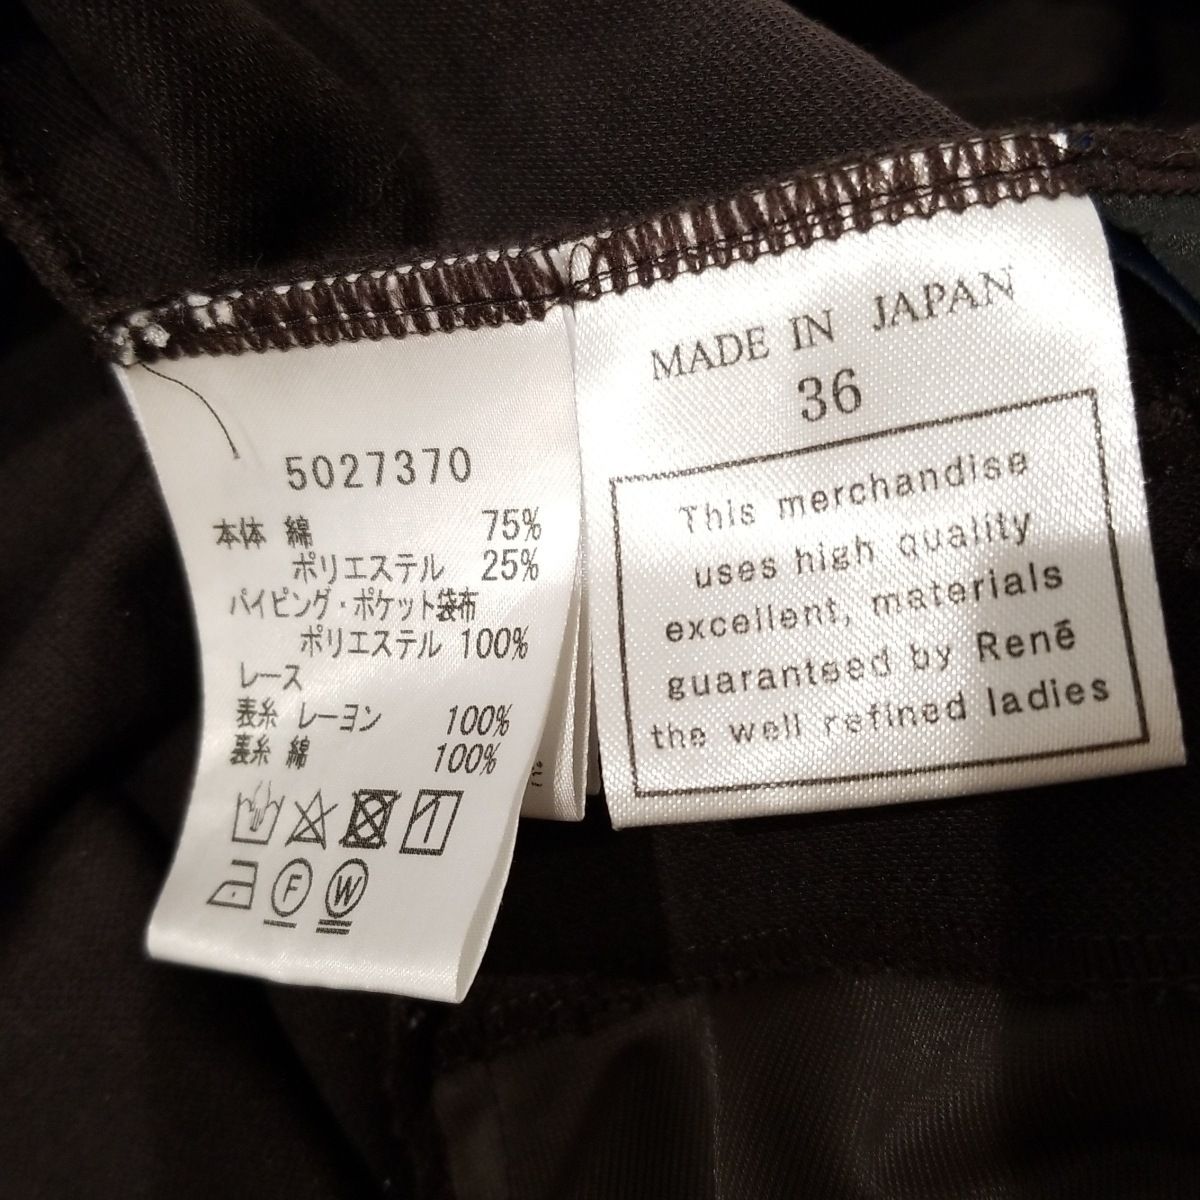 5027370
本体 綿 75%
ポリエステル 25%
パイピング・ポケット袋布
ポリエステル 100%
レース
表糸 レーヨン 100%
裏糸 綿 100%
F W
MADE IN JAPAN
36
This merchandise
uses high quality
excellent, materials
guaranteed by René
the well refined ladies